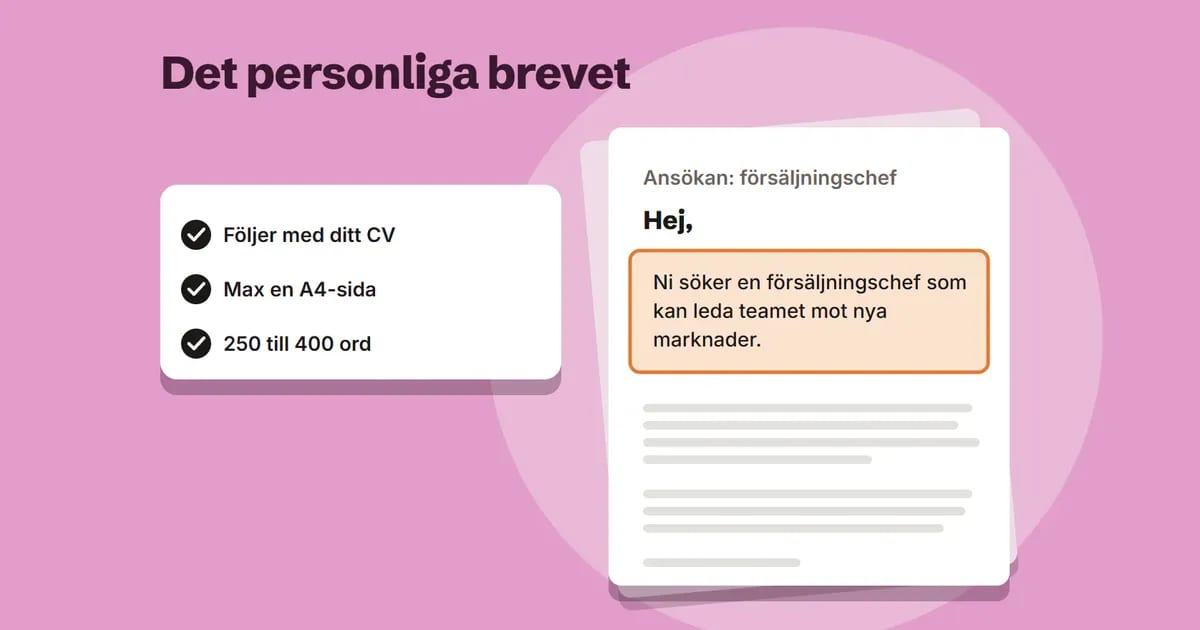 Det personliga brevet
Följer med ditt CV
Max en A4-sida
250 till 400 ord
Ansökan: försäljningschef
Hej,
Ni söker en försäljningschef som
kan leda teamet mot nya
marknader.